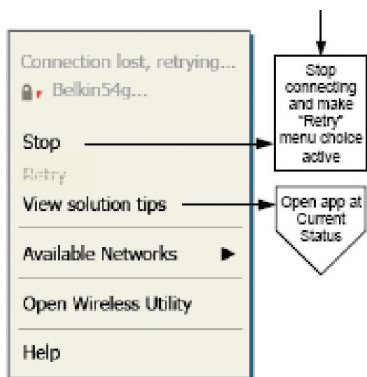 Connection lost, retrying...
Belkin54g...
Stop
Retry
View solution tips
Available Networks
Open Wireless Utility
Help
Stop
connecting
and make
"Retry"
menu choice
active
Open app at
Current
Status